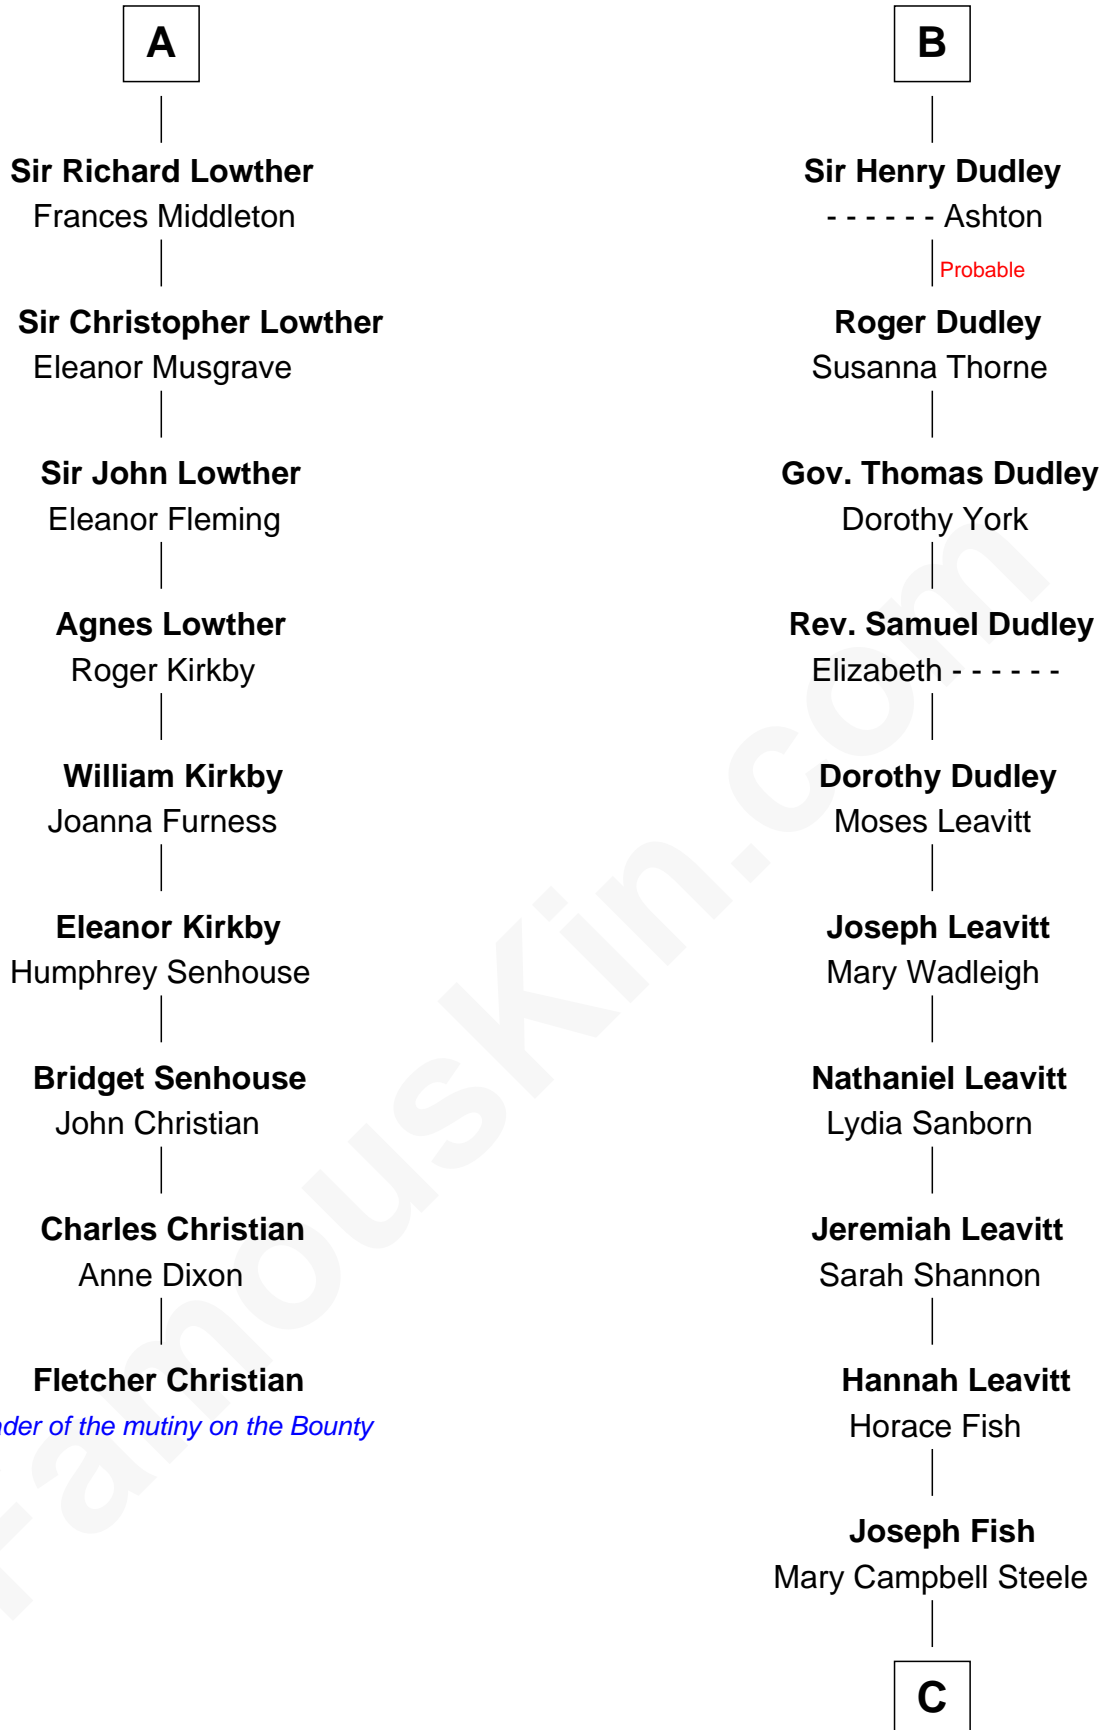 A
Sir Richard Lowther
Frances Middleton
Sir Christopher Lowther
Eleanor Musgrave
Sir John Lowther
Eleanor Fleming
Agnes Lowther
Roger Kirkby
William Kirkby
Joanna Furness
Eleanor Kirkby
Humphrey Senhouse
Bridget Senhouse
John Christian
Charles Christian
Anne Dixon
Fletcher Christian
of the mutiny on the Bounty
B
Sir Henry Dudley
- - - - - - Ashton
Probable
Roger Dudley
Susanna Thorne
Gov. Thomas Dudley
Dorothy York
Rev. Samuel Dudley
Elizabeth - - - - - -
Dorothy Dudley
Moses Leavitt
Joseph Leavitt
Mary Wadleigh
Nathaniel Leavitt
Lydia Sanborn
Jeremiah Leavitt
Sarah Shannon
Hannah Leavitt
Horace Fish
Joseph Fish
Mary Campbell Steele
C
FamousKin.com